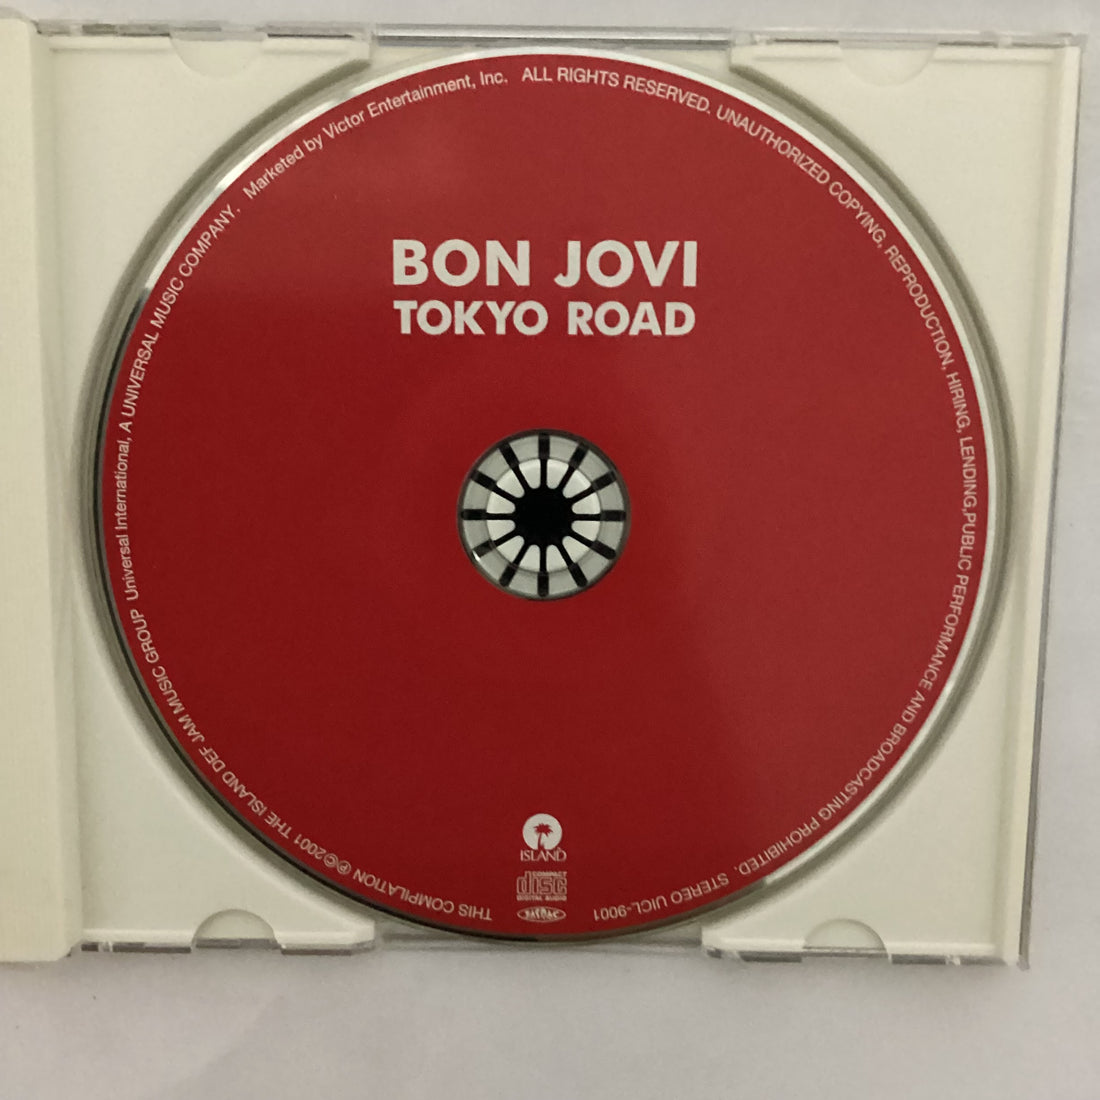 BON JOVI
TOKYO ROAD
ISLAND
COMPACT
disc
DIGITAL AUDIO
THIS COMPILATION ℗©2001 THE ISLAND DEF JAM MUSIC GROUP Universal International, A UNIVERSAL MUSIC COMPANY. Marketed by Victor Entertainment, Inc. ALL RIGHTS RESERVED. UNAUTHORIZED COPYING, REPRODUCTION, HIRING, LENDING,PUBLIC PERFORMANCE AND BROADCASTING PROHIBITED. STEREO UICL-9001